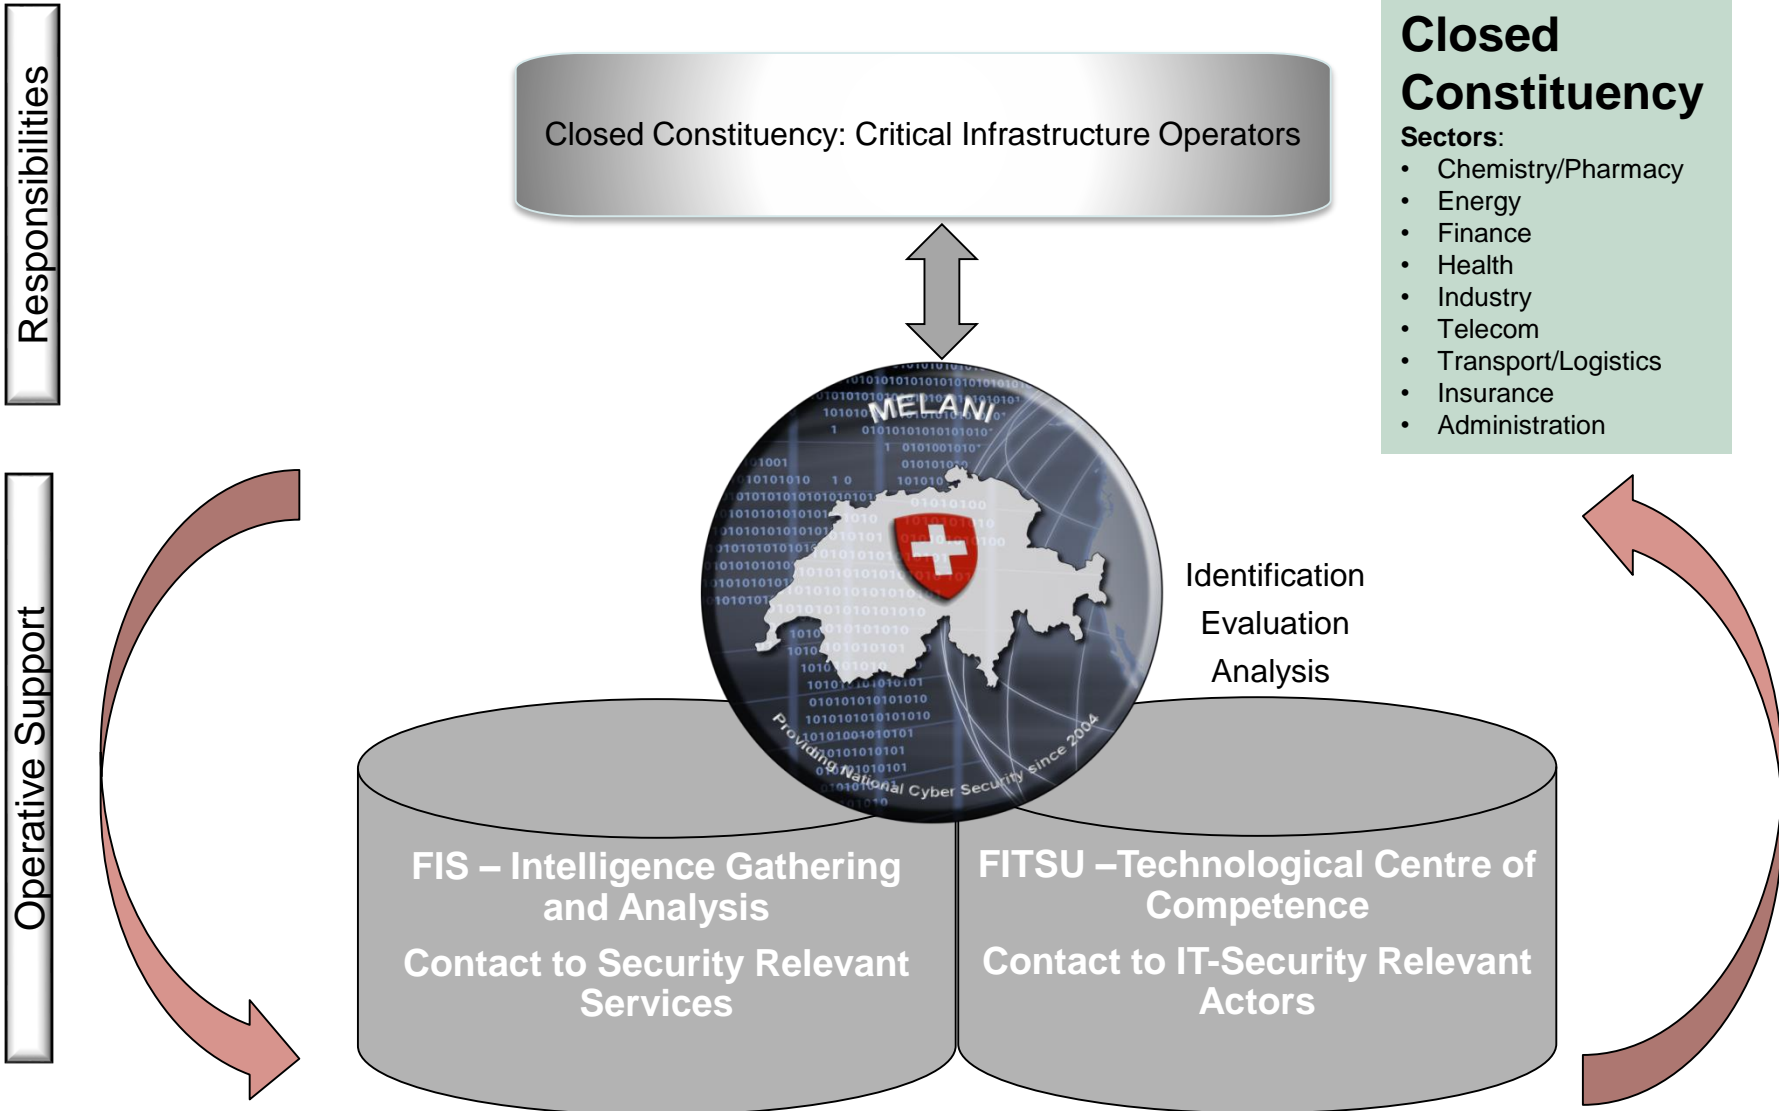 Responsibilities
Closed Constituency: Critical Infrastructure Operators
Closed
Constituency
Sectors:
• Chemistry/Pharmacy
• Energy
• Finance
• Health
• Industry
• Telecom
• Transport/Logistics
• Insurance
• Administration
MELANI
Providing National Cyber Security since 2004
Identification
Evaluation
Analysis
Operative Support
FIS – Intelligence Gathering
and Analysis
Contact to Security Relevant
Services
FITSU –Technological Centre of
Competence
Contact to IT-Security Relevant
Actors